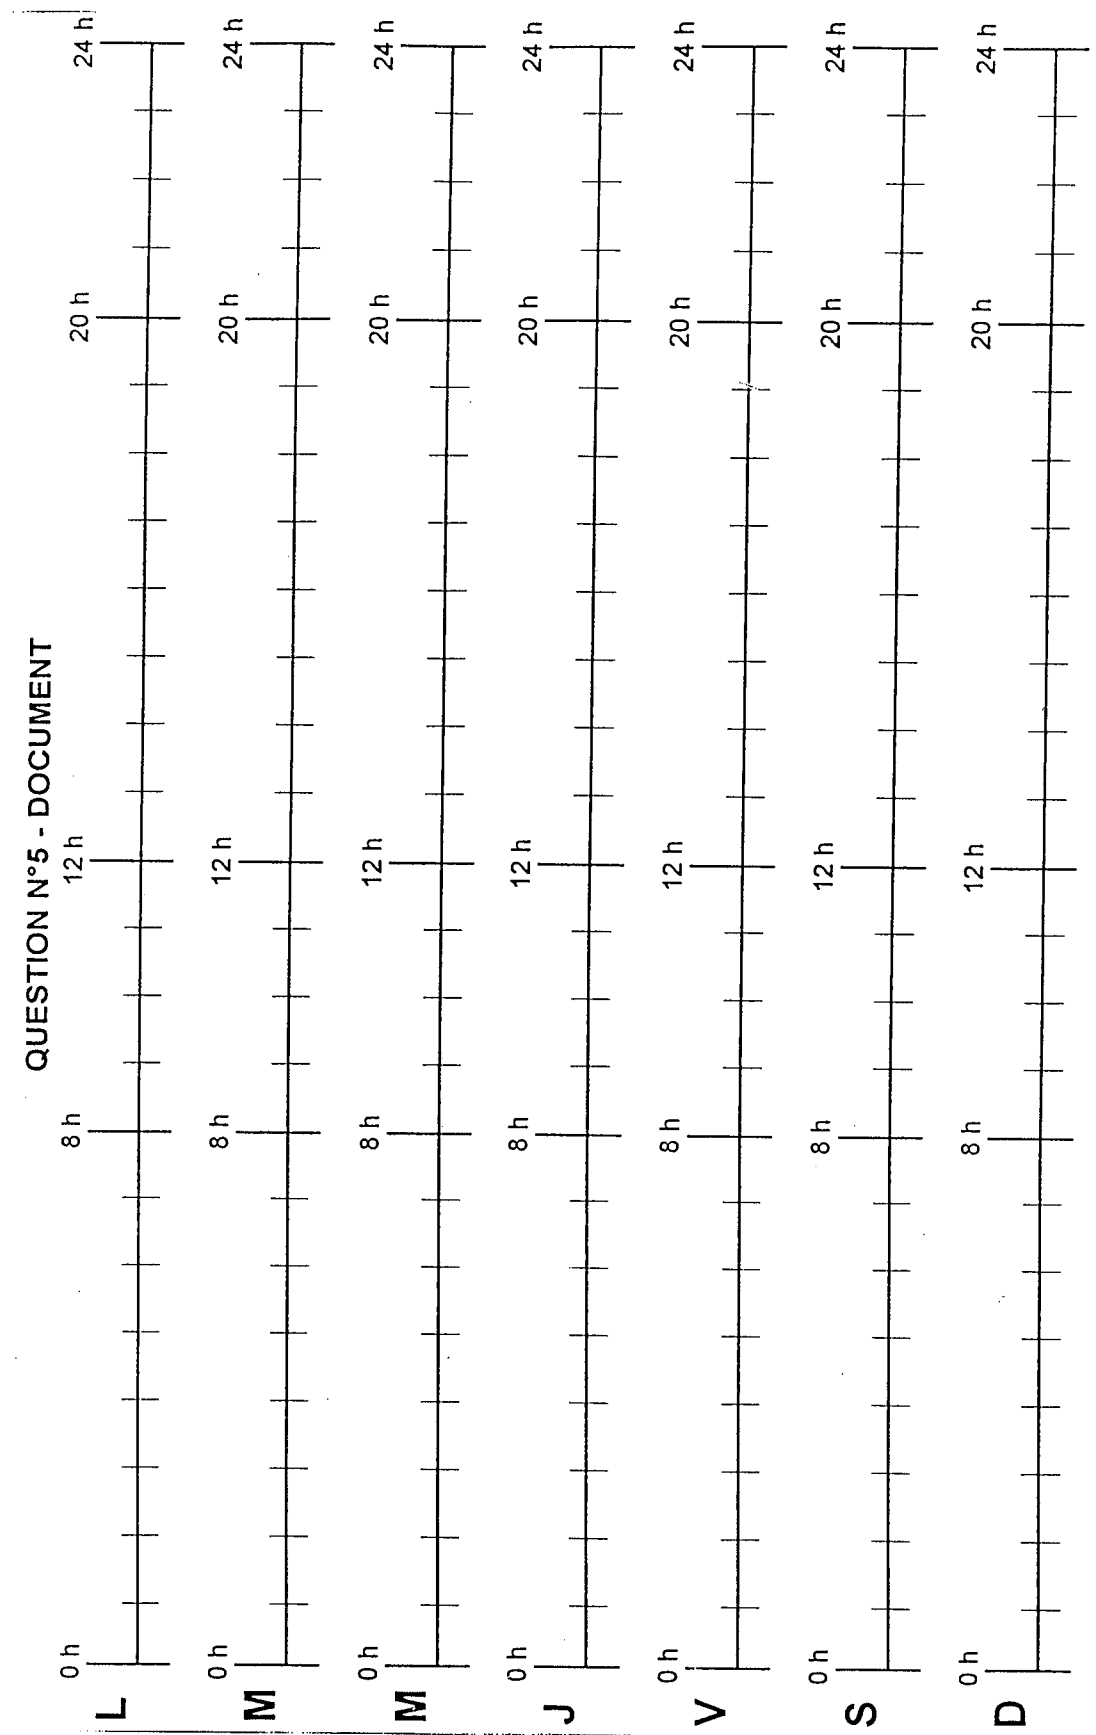 QUESTION N°5 - DOCUMENT
L 0 h 8 h 12 h 20 h 24 h
M 0 h 8 h 12 h 20 h 24 h
M 0 h 8 h 12 h 20 h 24 h
J 0 h 8 h 12 h 20 h 24 h
V 0 h 8 h 12 h 20 h 24 h
S 0 h 8 h 12 h 20 h 24 h
D 0 h 8 h 12 h 20 h 24 h